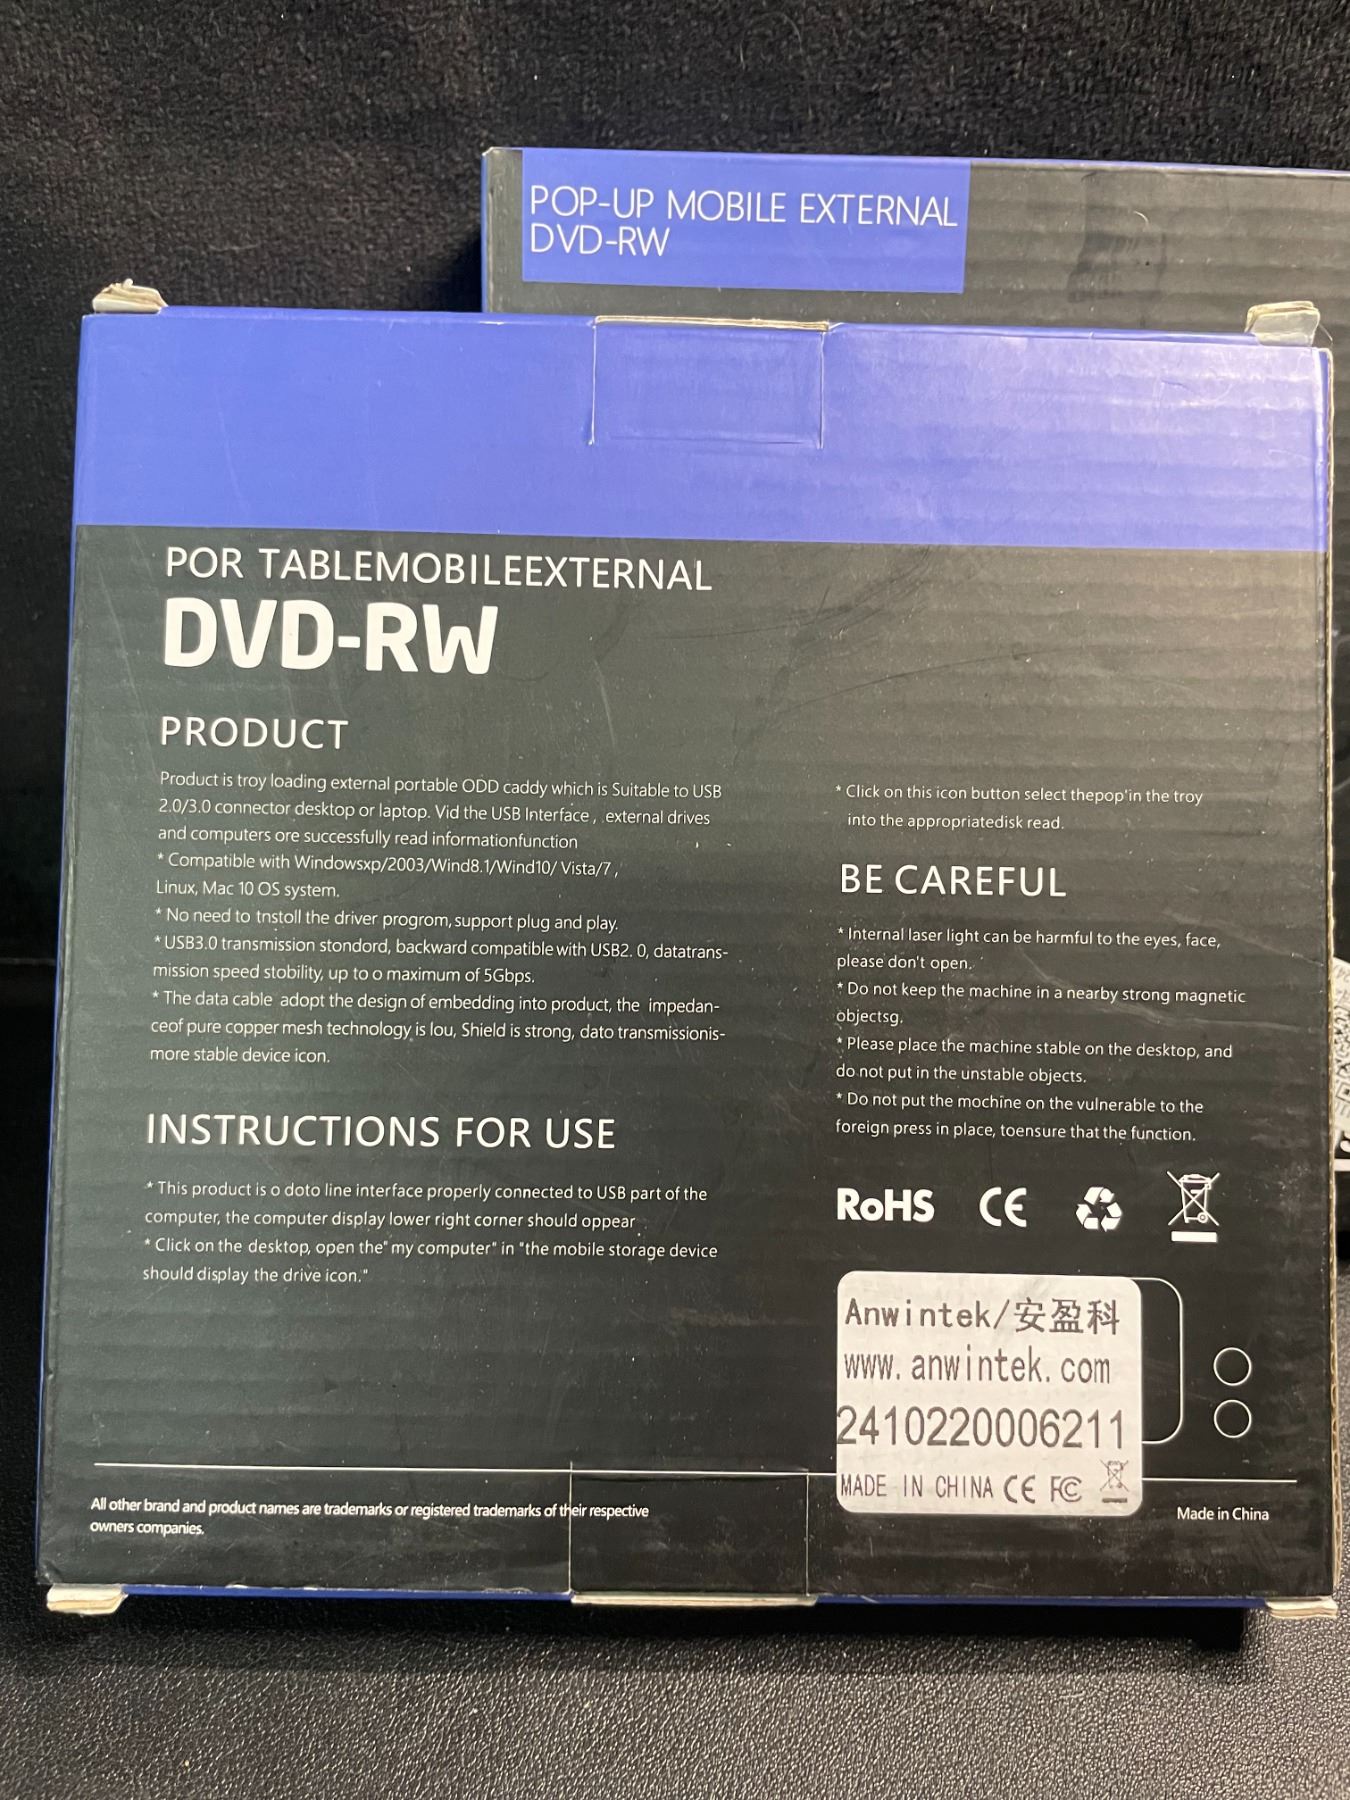 POP-UP MOBILE EXTERNAL
DVD-RW
POR TABLEMOBILEEXTERNAL
DVD-RW
PRODUCT
Product is troy loading external portable ODD caddy which is Suitable to USB
2.0/3.0 connector desktop or laptop. Vid the USB Interface , external drives
and computers ore successfully read informationfunction
* Compatible with Windowsxp/2003/Wind8.1/Wind10/ Vista/7 ,
Linux, Mac 10 OS system.
* No need to tnstoll the driver progrom, support plug and play.
* USB3.0 transmission stondord, backward compatible with USB2. 0, datatrans-
mission speed stobility, up to o maximum of 5Gbps.
* The data cable adopt the design of embedding into product, the impedan-
ceof pure copper mesh technology is lou, Shield is strong, dato transmissionis-
more stable device icon.
INSTRUCTIONS FOR USE
* This product is o doto line interface properly connected to USB part of the
computer, the computer display lower right corner should oppear
* Click on the desktop, open the" my computer" in "the mobile storage device
should display the drive icon."
* Click on this icon button select thepop'in the troy
into the appropriatedisk read.
BE CAREFUL
* Internal laser light can be harmful to the eyes, face,
please don't open.
* Do not keep the machine in a nearby strong magnetic
objectsg.
* Please place the machine stable on the desktop, and
do not put in the unstable objects.
* Do not put the mochine on the vulnerable to the
foreign press in place, toensure that the function.
RoHS CE
Anwintek/安盈科
www.anwintek.com
2410220006211
MADE IN CHINA CE FC
All other brand and product names are trademarks or registered trademarks of their respective
owners companies.
Made in China